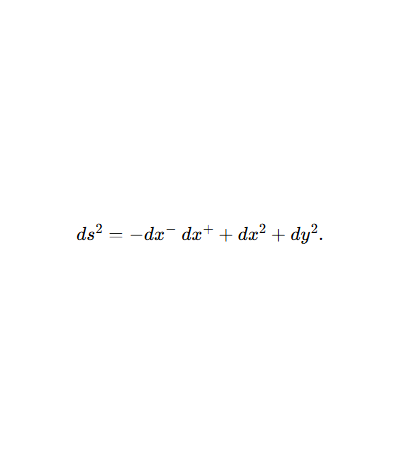 ds² = −dx⁻ dx⁺ + dx² + dy².